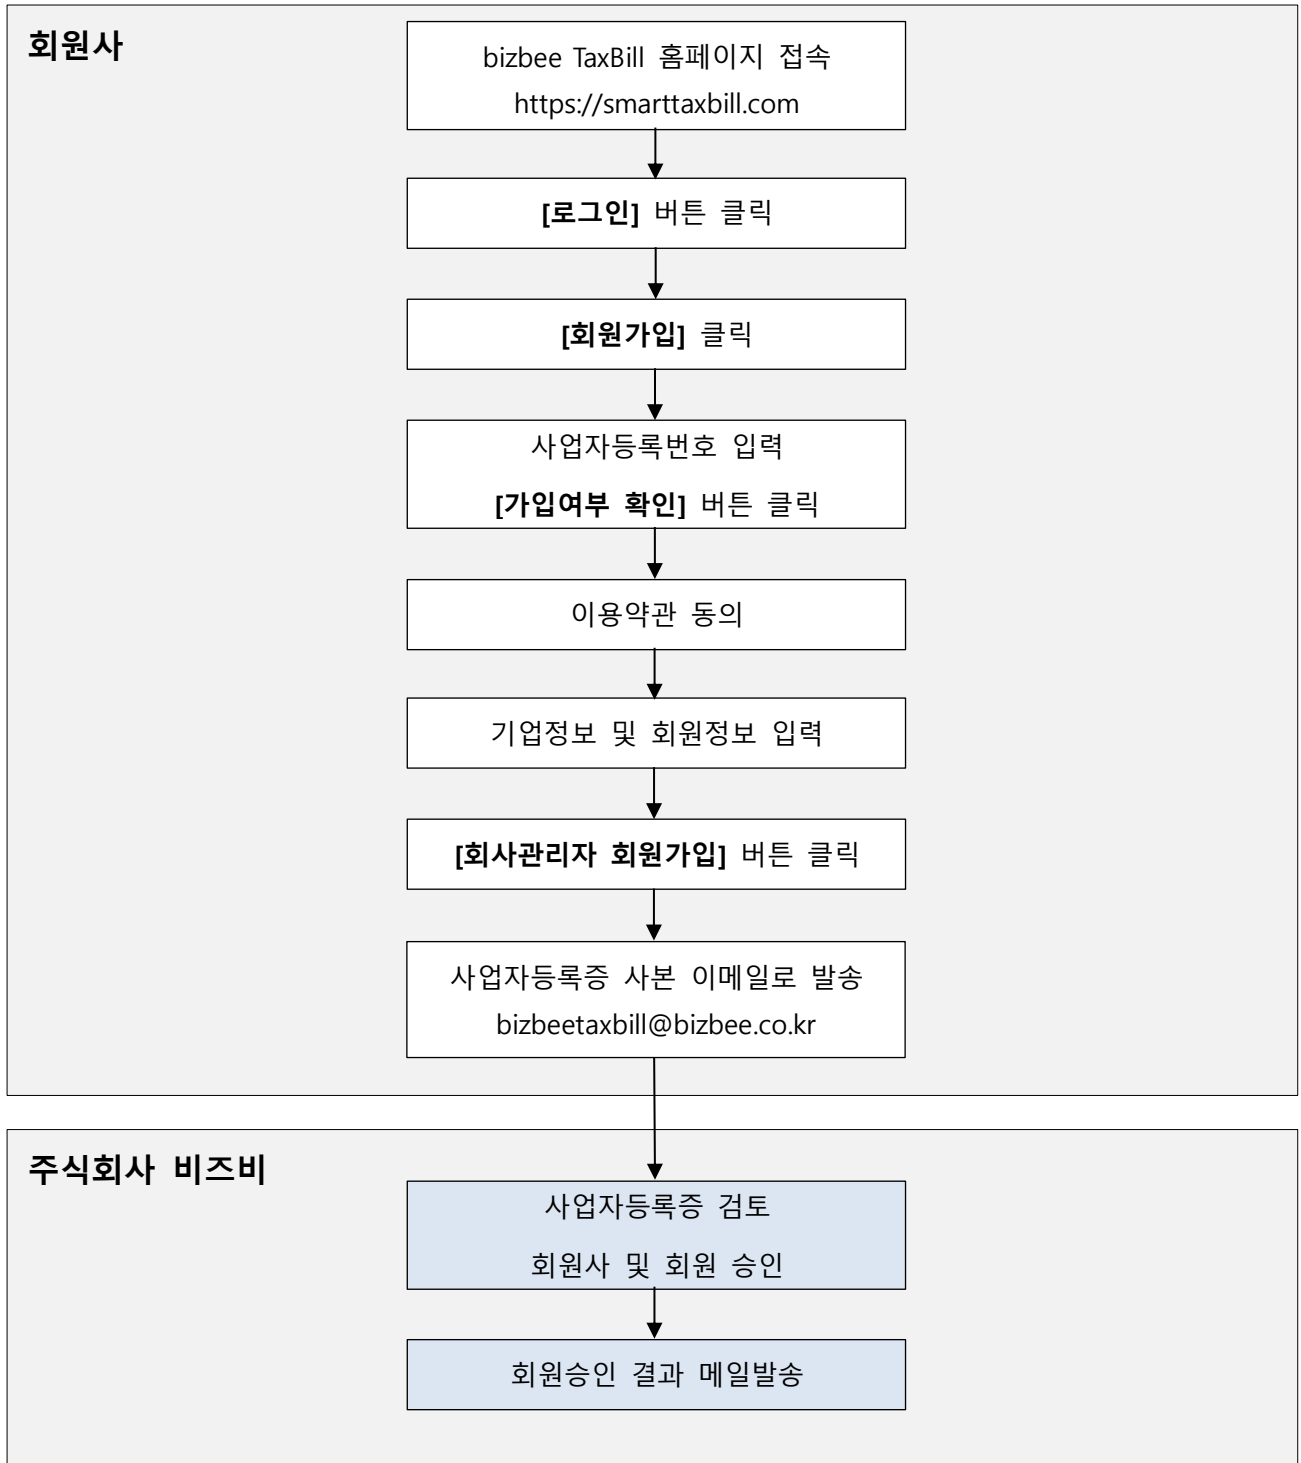 회원사
bizbee TaxBill 홈페이지 접속
https://smarttaxbill.com
[로그인] 버튼 클릭
[회원가입] 클릭
사업자등록번호 입력
[가입여부 확인] 버튼 클릭
이용약관 동의
기업정보 및 회원정보 입력
[회사관리자 회원가입] 버튼 클릭
사업자등록증 사본 이메일로 발송
bizbeetaxbill@bizbee.co.kr
주식회사 비즈비
사업자등록증 검토
회원사 및 회원 승인
회원승인 결과 메일발송